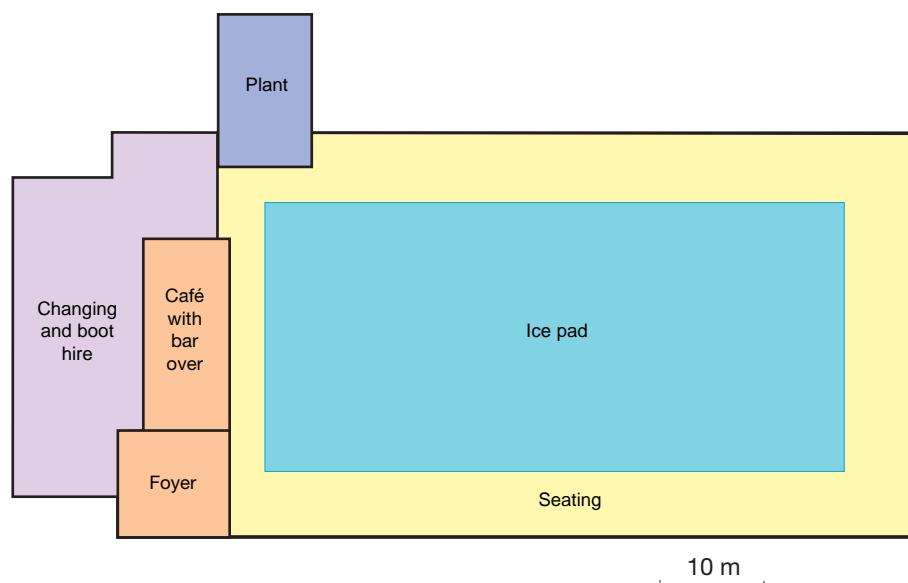 Plant
Changing
and boot
hire
Café
with
bar
over
Ice pad
Foyer
Seating
10 m